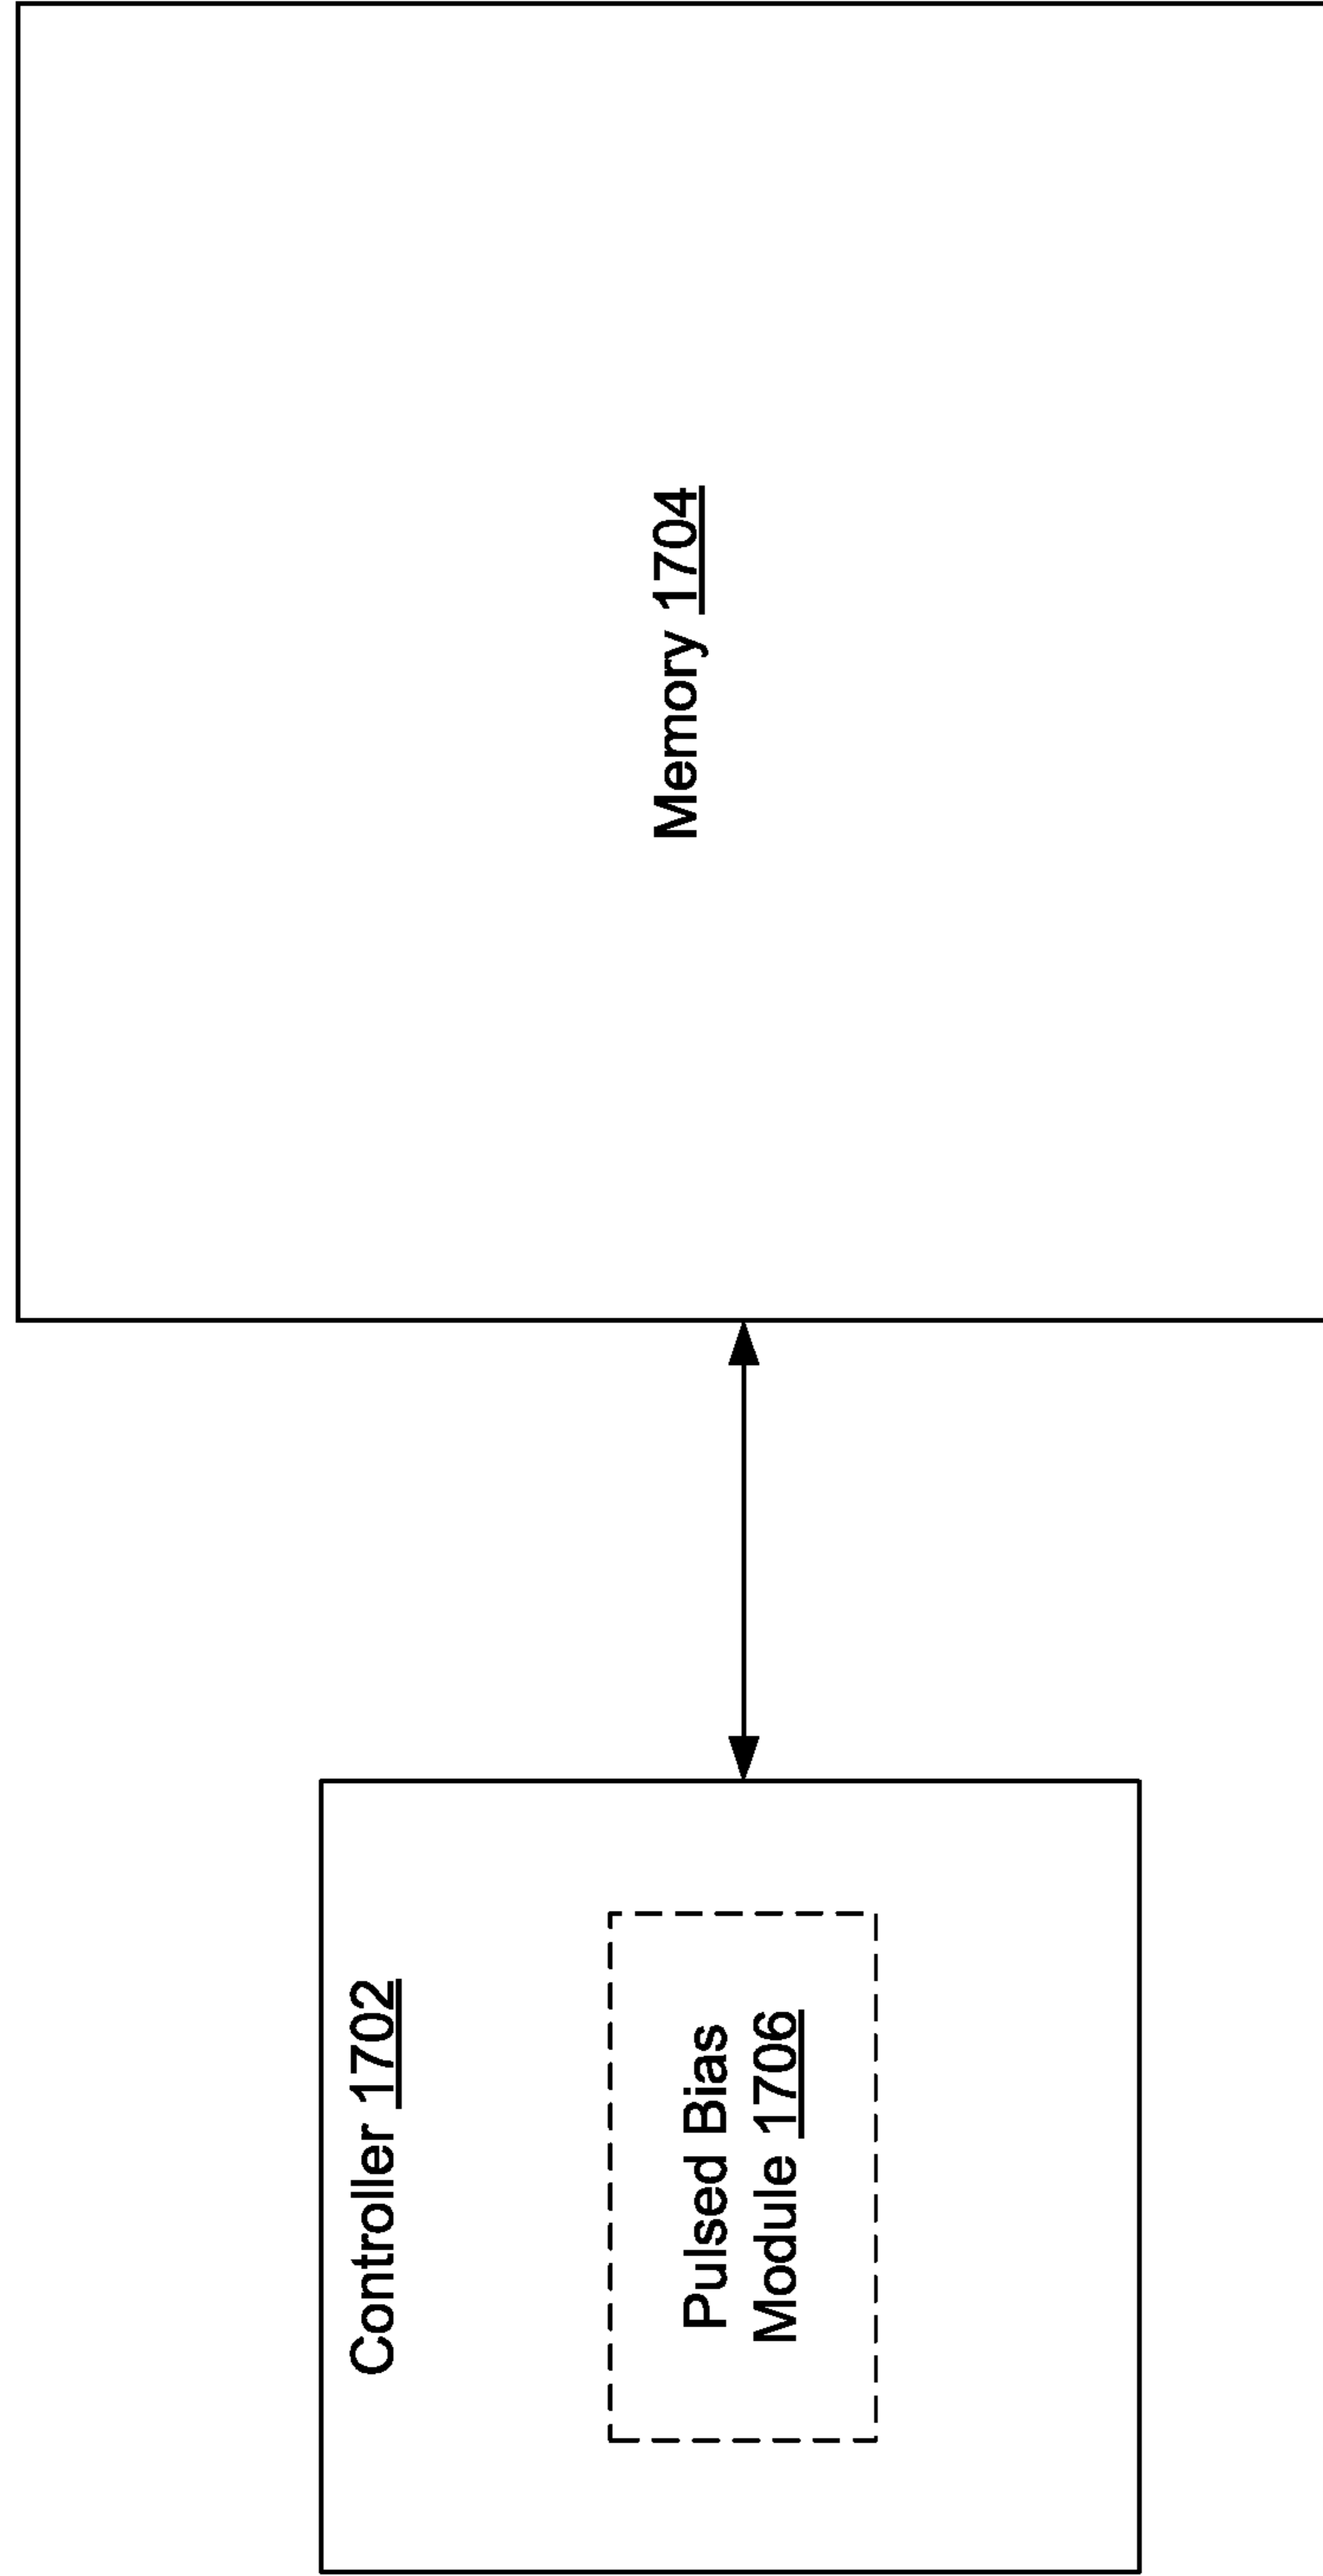 Controller 1702
Pulsed Bias
Module 1706
Memory 1704